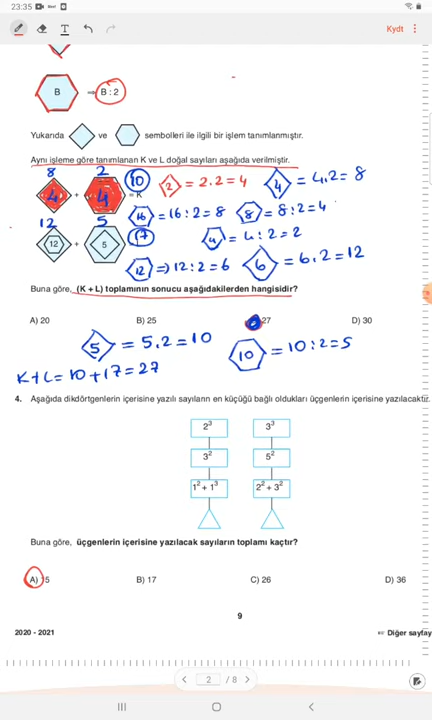 23:35
Kydt
B ⇒ B : 2
Yukarıda ve sembolleri ile ilgili bir işlem tanımlanmıştır.
Aynı işleme göre tanımlanan K ve L doğal sayıları aşağıda verilmiştir.
8 2
4 + 4 = K 10
2 = 2.2 = 4
4 = 4.2 = 8
16 = 16:2 = 8
8 = 8:2 = 4
12 5
12 + 5 17
4 = 4:2 = 2
12 => 12:2 = 6
6 = 6.2 = 12
Buna göre, (K + L) toplamının sonucu aşağıdakilerden hangisidir?
A) 20 B) 25 27 D) 30
5 = 5.2 = 10
10 = 10:2 = 5
K+L = 10+17 = 27
4. Aşağıda dikdörtgenlerin içerisine yazılı sayıların en küçüğü bağlı oldukları üçgenlerin içerisine yazılacaktır.
2³ 3³
3² 5²
1² + 1³ 2² + 3²
Buna göre, üçgenlerin içerisine yazılacak sayıların toplamı kaçtır?
A) 15 B) 17 C) 26 D) 36
9
2020 - 2021
Diğer sayfay
2 / 8